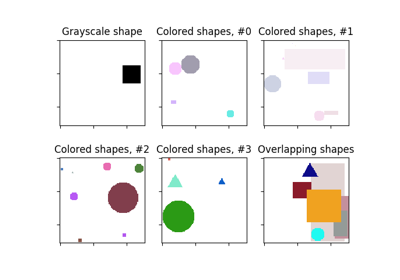 Grayscale shape
Colored shapes, #0
Colored shapes, #1
Colored shapes, #2
Colored shapes, #3
Overlapping shapes